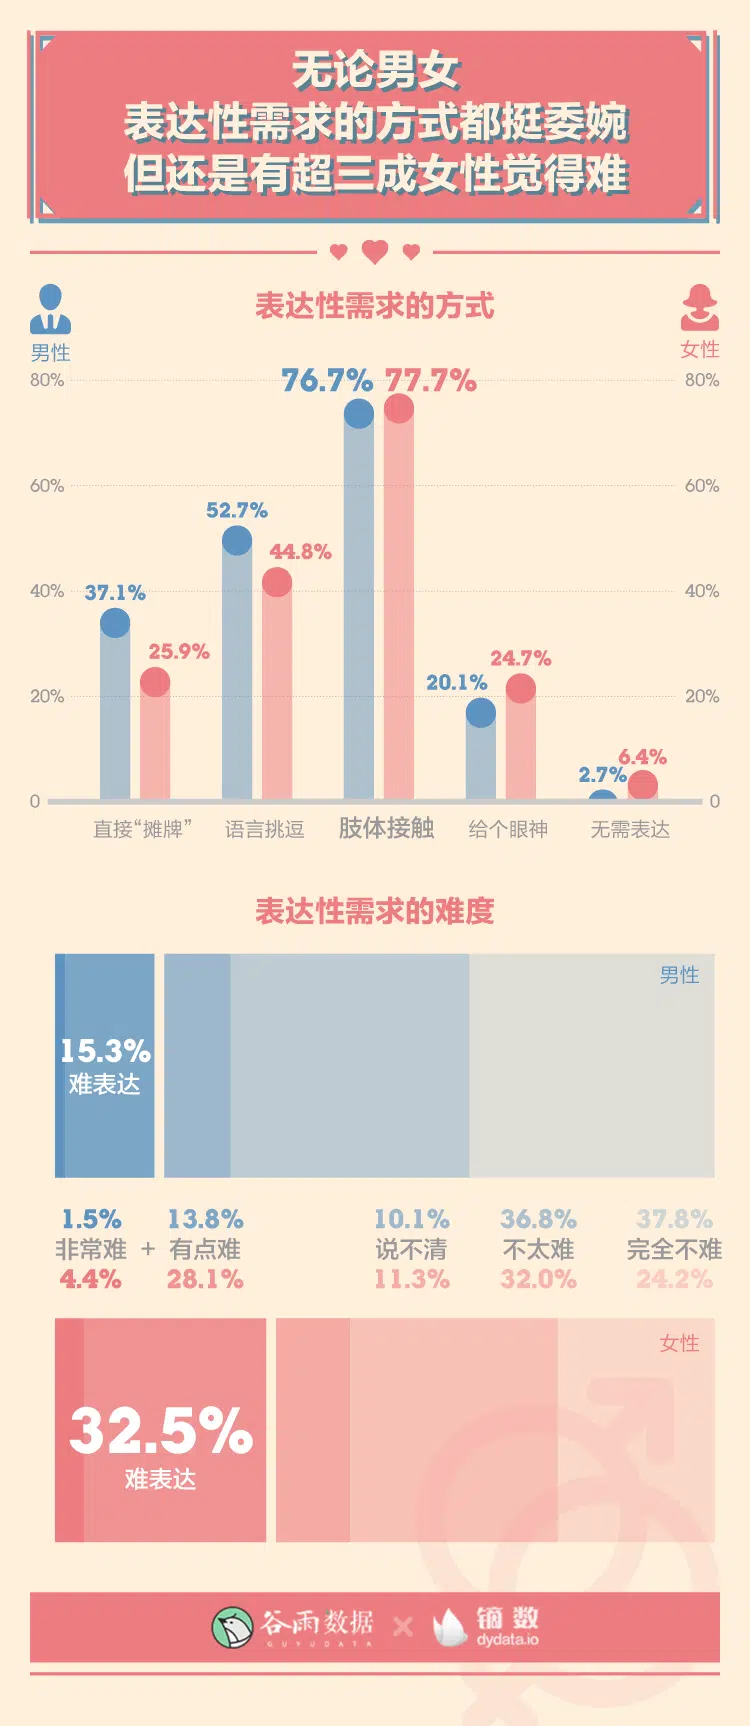 无论男女
表达性需求的方式都挺委婉
但还是有超三成女性觉得难
表达性需求的方式
男性
女性
80%
76.7%
77.7%
80%
60%
60%
52.7%
44.8%
40%
37.1%
40%
25.9%
24.7%
20.1%
20%
20%
6.4%
2.7%
0
0
直接“摊牌”
语言挑逗
肢体接触
给个眼神
无需表达
表达性需求的难度
男性
15.3%
难表达
1.5%
13.8%
10.1%
36.8%
37.8%
非常难 + 有点难
说不清
不太难
完全不难
4.4%
28.1%
11.3%
32.0%
24.2%
女性
32.5%
难表达
谷雨数据
GUYUDATA
×
镝数
dydata.io